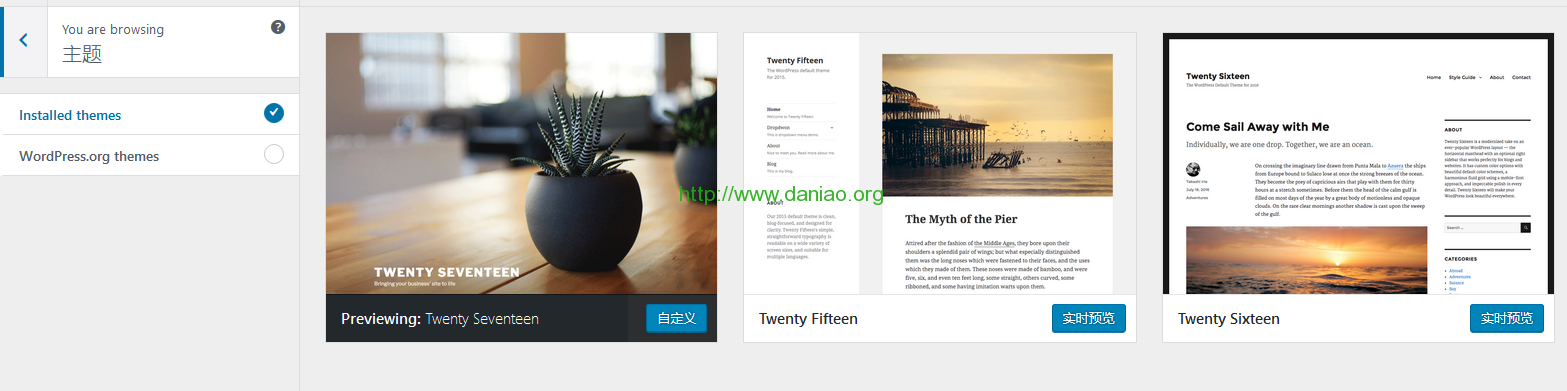 You are browsing
主题
Installed themes
WordPress.org themes
TWENTY SEVENTEEN
Bringing your business' site to life
Previewing: Twenty Seventeen
自定义
Twenty Fifteen
The WordPress default theme
for 2015.
Home
Welcome to Twenty Fifteen.
Dropdown
This is dropdown menu demo.
About
Nice to meet you. Read more about me.
Blog
This is my blog.
ABOUT
Our 2015 default theme is clean,
blog-focused, and designed for
clarity. Twenty Fifteen's simple,
straightforward typography is
readable on a wide variety of
screen sizes, and suitable for
multiple languages.
The Myth of the Pier
Attired after the fashion of the Middle Ages, they bore upon their
shoulders a splendid pair of wings; but what especially distinguished
them was the long noses which were fastened to their faces, and the uses
which they made of them. These noses were made of bamboo, and were
five, six, and even ten feet long, some straight, others curved, some
ribboned, and some having imitation warts upon them.
Twenty Fifteen
实时预览
http://www.daniao.org
Twenty Sixteen
The WordPress Default Theme for 2016
Home
Style Guide
About
Contact
Come Sail Away with Me
Individually, we are one drop. Together, we are an ocean.
Takashi Irie
July 18, 2016
Adventures
On crossing the imaginary line drawn from Punta Mala to Azuera the ships
from Europe bound to Sulaco lose at once the strong breezes of the ocean.
They become the prey of capricious airs that play with them for thirty
hours at a stretch sometimes. Before them the head of the calm gulf is
filled on most days of the year by a great body of motionless and opaque
clouds. On the rare clear mornings another shadow is cast upon the sweep
of the gulf.
ABOUT
Twenty Sixteen is a modernized take on an
ever-popular WordPress layout — the
horizontal masthead with an optional right
sidebar that works perfectly for blogs and
websites. It has custom color options with
beautiful default color schemes, a
harmonious fluid grid using a mobile-first
approach, and impeccable polish in every
detail. Twenty Sixteen will make your
WordPress look beautiful everywhere.
Search …
CATEGORIES
Abroad
Adventures
Balance
Bay
Twenty Sixteen
实时预览